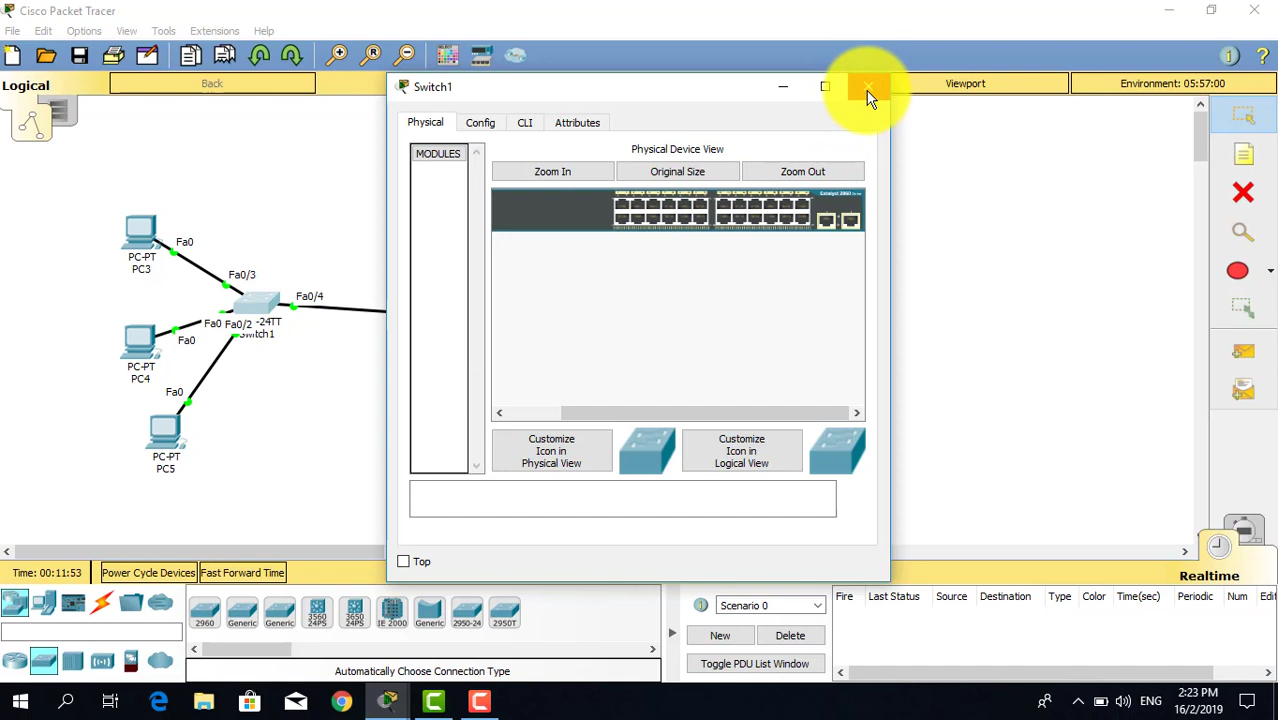 Cisco Packet Tracer
File Edit Options View Tools Extensions Help
Logical
Back
Viewport
Environment: 05:57:00
Switch1
Physical Config CLI Attributes
MODULES
Physical Device View
Zoom In Original Size Zoom Out
Catalyst 2960
PC-PT
PC3
Fa0
Fa0/3
Fa0/4
-24TT
Switch1
Fa0 Fa0/2
Fa0
PC-PT
PC4
Fa0
PC-PT
PC5
Customize
Icon in
Physical View
Customize
Icon in
Logical View
Top
Time: 00:11:53 Power Cycle Devices Fast Forward Time
Realtime
2960
Generic
Generic
3560
24PS
3650
24PS
IE 2000
Generic
2950-24
2950T
Automatically Choose Connection Type
Scenario 0
New Delete
Toggle PDU List Window
Fire Last Status Source Destination Type Color Time(sec) Periodic Num Edi
ENG
2:23 PM
16/2/2019